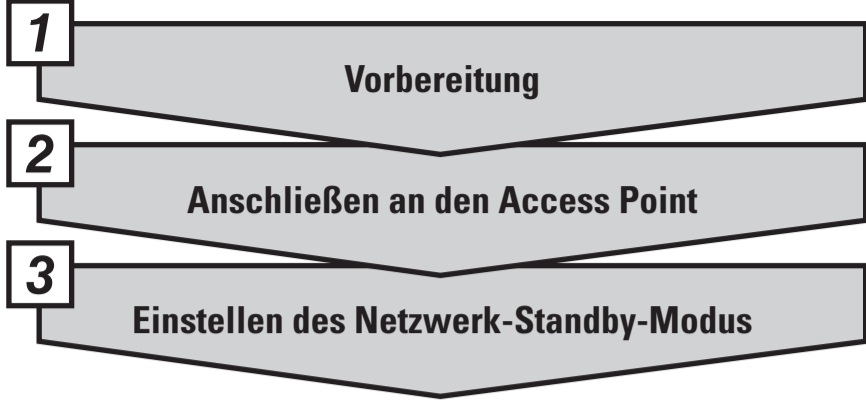 1
Vorbereitung
2
Anschließen an den Access Point
3
Einstellen des Netzwerk-Standby-Modus